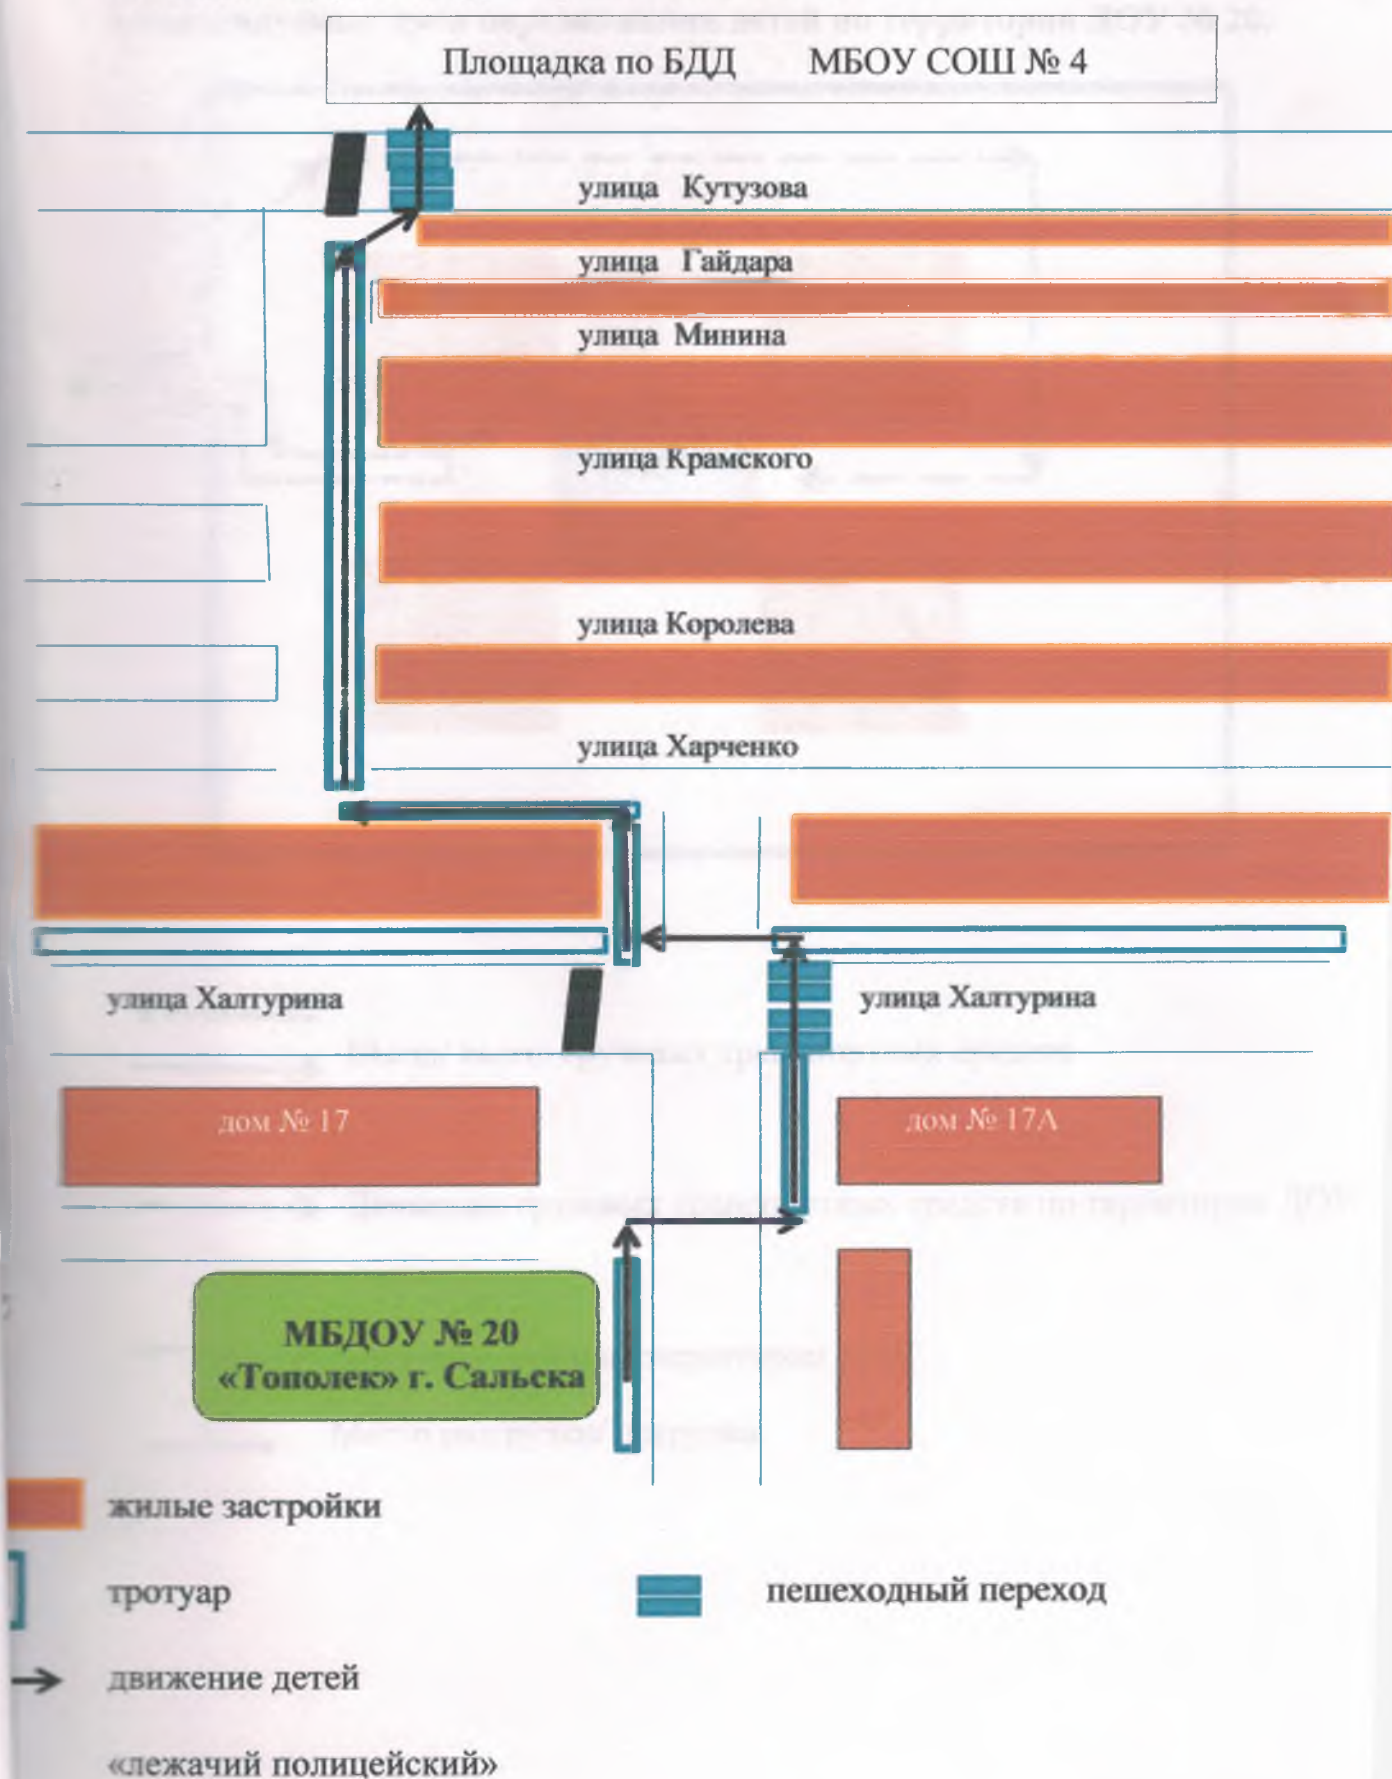 Площадка по БДД МБОУ СОШ № 4
улица Кутузова
улица Гайдара
улица Минина
улица Крамского
улица Королева
улица Харченко
улица Халтурина
улица Халтурина
дом № 17
дом № 17А
МБДОУ № 20
«Тополек» г. Сальска
жилые застройки
тротуар
пешеходный переход
движение детей
«лежачий полицейский»